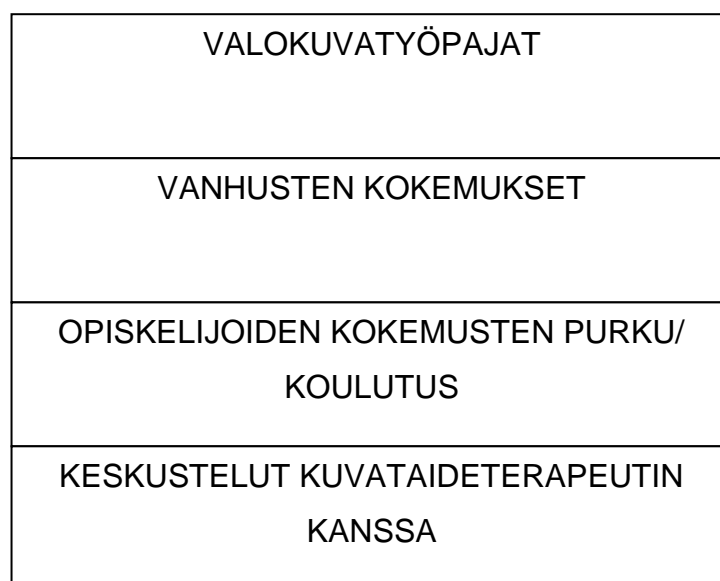 VALOKUVATYÖPAJAT
VANHUSTEN KOKEMUKSET
OPISKELIJOIDEN KOKEMUSTEN PURKU/
KOULUTUS
KESKUSTELUT KUVATAIDETERAPEUTIN
KANSSA